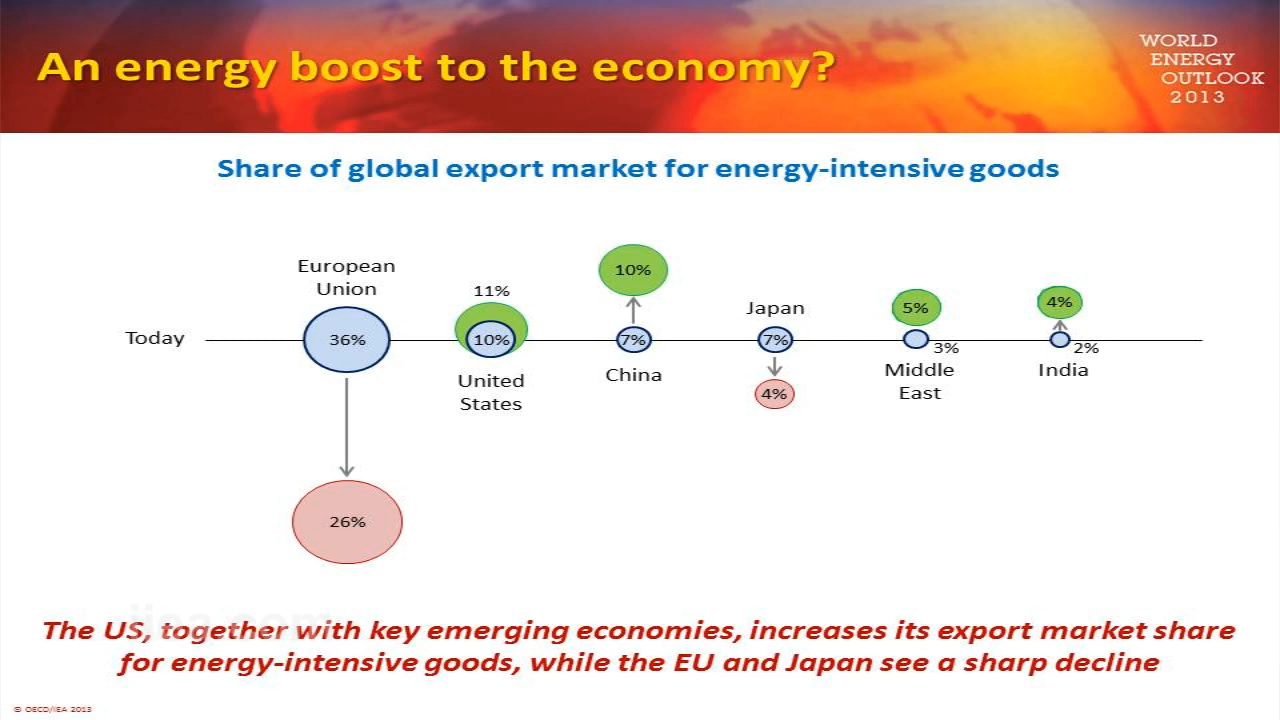 An energy boost to the economy?
WORLD
ENERGY
OUTLOOK
2013
Share of global export market for energy-intensive goods
European
Union
11%
10%
Japan
5%
4%
Today
36%
10%
7%
7%
3%
2%
United
States
China
Middle
East
India
4%
26%
iiea.com
The US, together with key emerging economies, increases its export market share
for energy-intensive goods, while the EU and Japan see a sharp decline
© OECD/IEA 2013